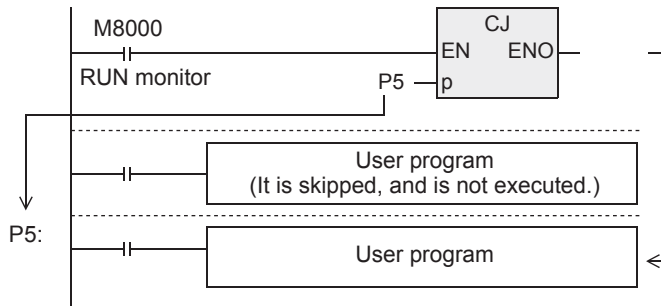 M8000
CJ
EN ENO
RUN monitor
P5 p
User program
(It is skipped, and is not executed.)
P5:
User program